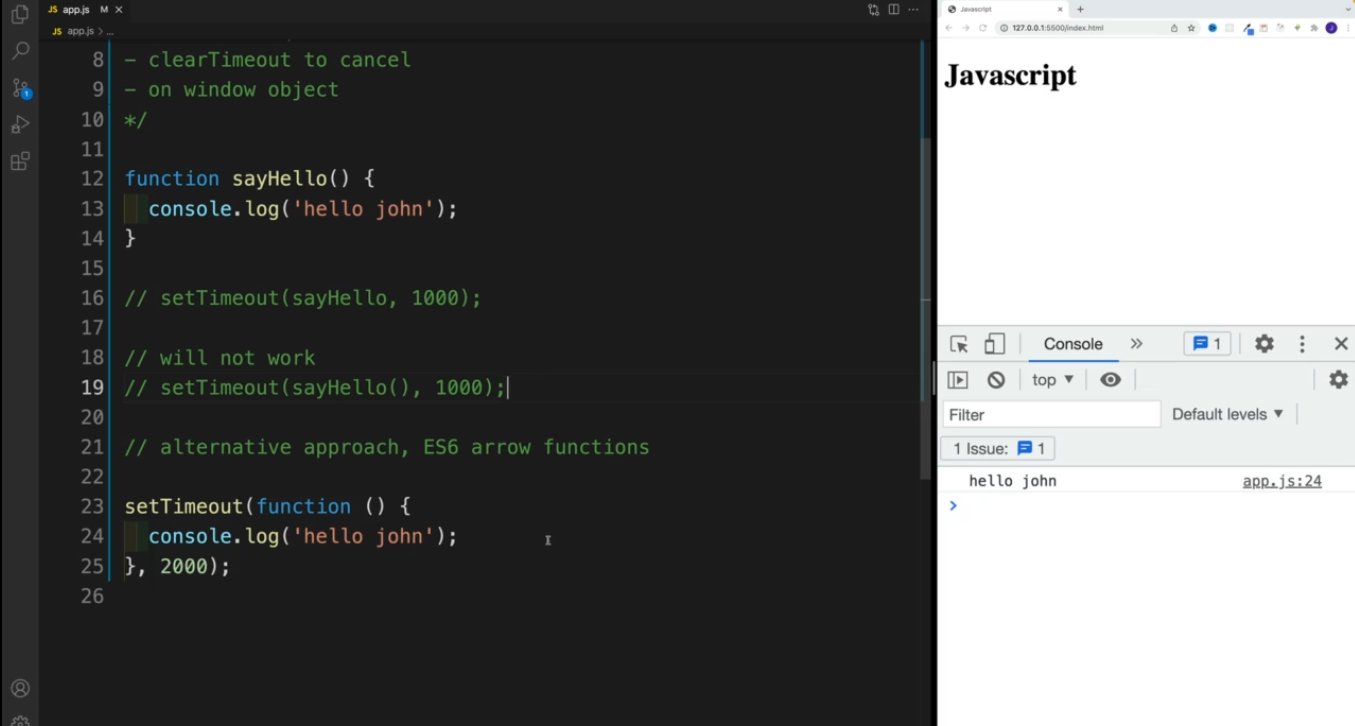 JS app.js M ×
JS app.js > ...
8 - clearTimeout to cancel
9 - on window object
10 */
11
12 function sayHello() {
13 console.log('hello john');
14 }
15
16 // setTimeout(sayHello, 1000);
17
18 // will not work
19 // setTimeout(sayHello(), 1000);
20
21 // alternative approach, ES6 arrow functions
22
23 setTimeout(function () {
24 console.log('hello john');
25 }, 2000);
26
1
Javascript
127.0.0.1:5500/index.html
J
Javascript
Console » 1
top ▼
Filter Default levels ▼
1 Issue: 1
hello john app.js:24
>